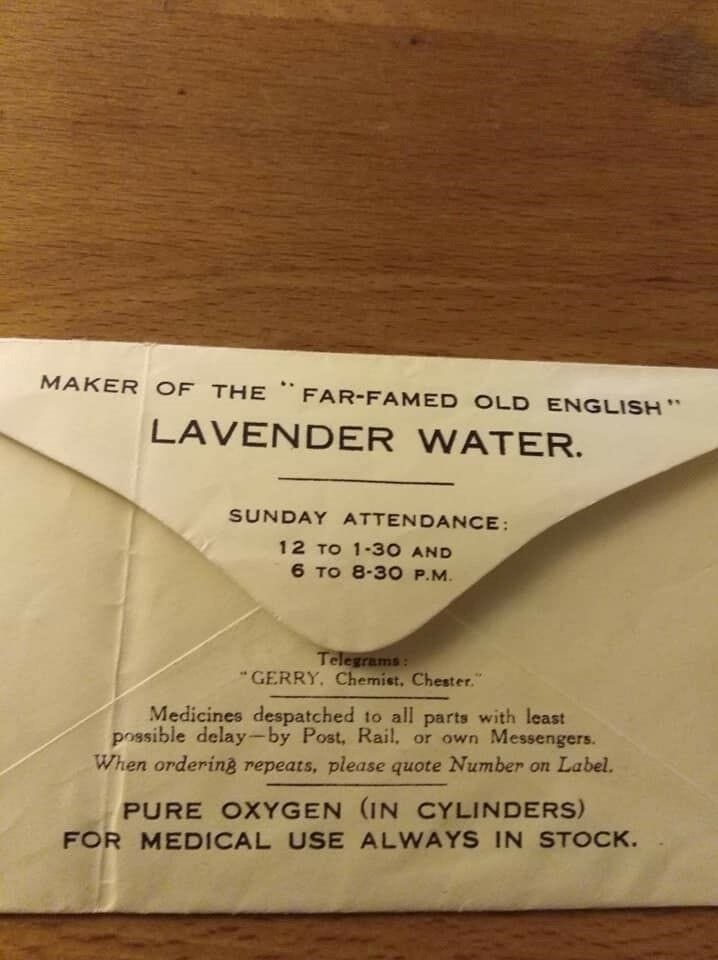 MAKER OF THE "FAR-FAMED OLD ENGLISH"
LAVENDER WATER.
SUNDAY ATTENDANCE:
12 TO 1-30 AND
6 TO 8-30 P.M.
Telegrams:
"GERRY, Chemist, Chester."
Medicines despatched to all parts with least
possible delay—by Post, Rail, or own Messengers.
When ordering repeats, please quote Number on Label.
PURE OXYGEN (IN CYLINDERS)
FOR MEDICAL USE ALWAYS IN STOCK.